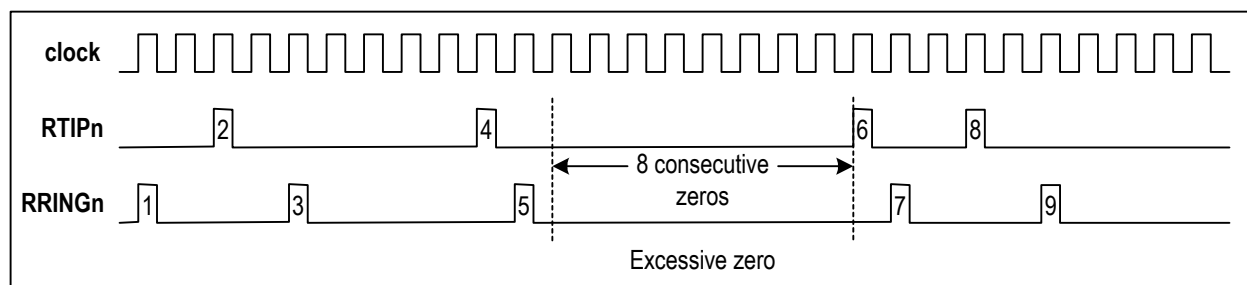 clock
RTIPn
2
4
6
8
8 consecutive
zeros
RRINGn
1
3
5
7
9
Excessive zero